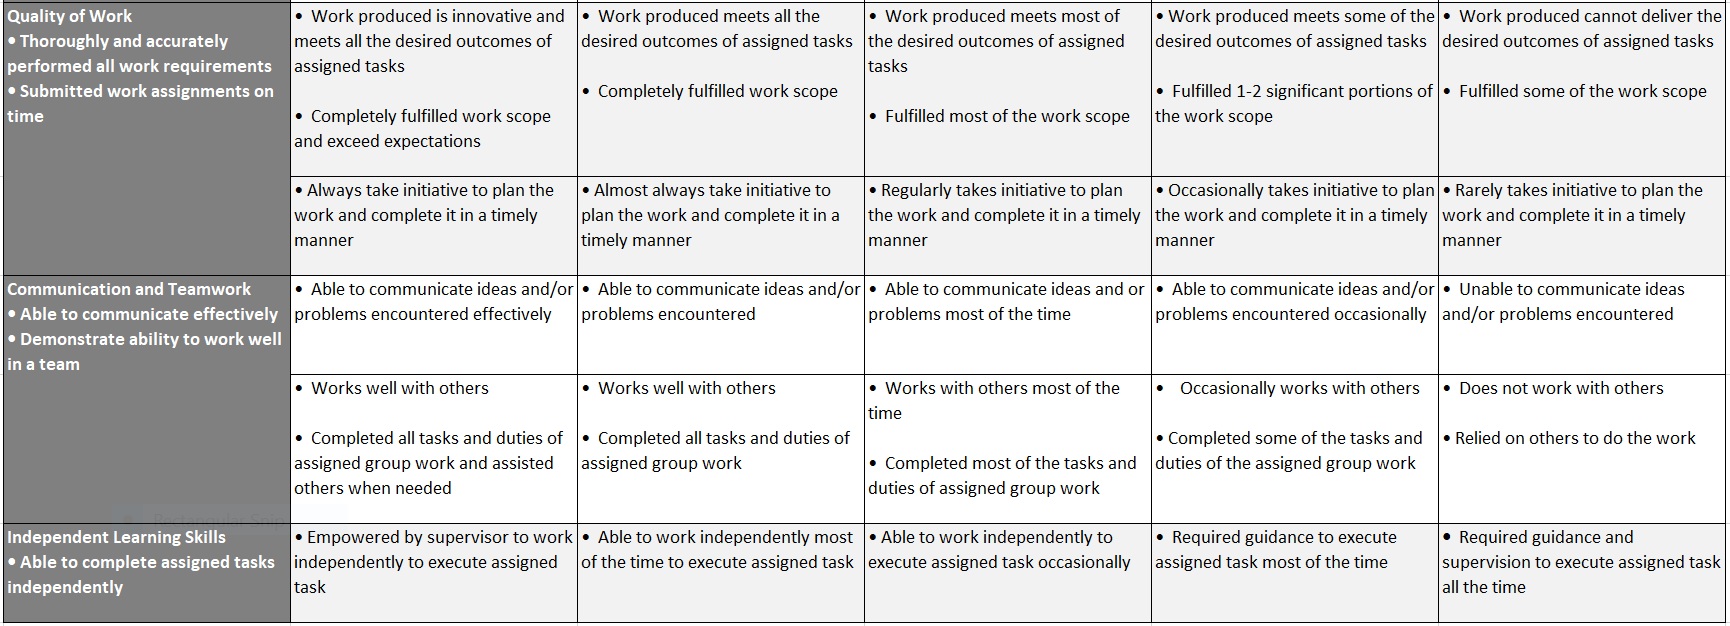 Quality of Work
• Thoroughly and accurately
performed all work requirements
• Submitted work assignments on
time
• Work produced is innovative and
meets all the desired outcomes of
assigned tasks
• Completely fulfilled work scope
and exceed expectations
• Work produced meets all the
desired outcomes of assigned tasks
• Completely fulfilled work scope
• Work produced meets most of
the desired outcomes of assigned
tasks
• Fulfilled most of the work scope
• Work produced meets some of the
desired outcomes of assigned tasks
• Fulfilled 1-2 significant portions of
the work scope
• Work produced cannot deliver the
desired outcomes of assigned tasks
• Fulfilled some of the work scope
• Always take initiative to plan the
work and complete it in a timely
manner
• Almost always take initiative to
plan the work and complete it in a
timely manner
• Regularly takes initiative to plan
the work and complete it in a timely
manner
• Occasionally takes initiative to plan
the work and complete it in a timely
manner
• Rarely takes initiative to plan the
work and complete it in a timely
manner
Communication and Teamwork
• Able to communicate effectively
• Demonstrate ability to work well
in a team
• Able to communicate ideas and/or
problems encountered effectively
• Able to communicate ideas and/or
problems encountered
• Able to communicate ideas and or
problems most of the time
• Able to communicate ideas and/or
problems encountered occasionally
• Unable to communicate ideas
and/or problems encountered
• Works well with others
• Completed all tasks and duties of
assigned group work and assisted
others when needed
• Works well with others
• Completed all tasks and duties of
assigned group work
• Works with others most of the
time
• Completed most of the tasks and
duties of assigned group work
• Occasionally works with others
• Completed some of the tasks and
duties of the assigned group work
• Does not work with others
• Relied on others to do the work
Rectangular Snip
Independent Learning Skills
• Able to complete assigned tasks
independently
• Empowered by supervisor to work
independently to execute assigned
task
• Able to work independently most
of the time to execute assigned task
• Able to work independently to
execute assigned task occasionally
• Required guidance to execute
assigned task most of the time
• Required guidance and
supervision to execute assigned task
all the time